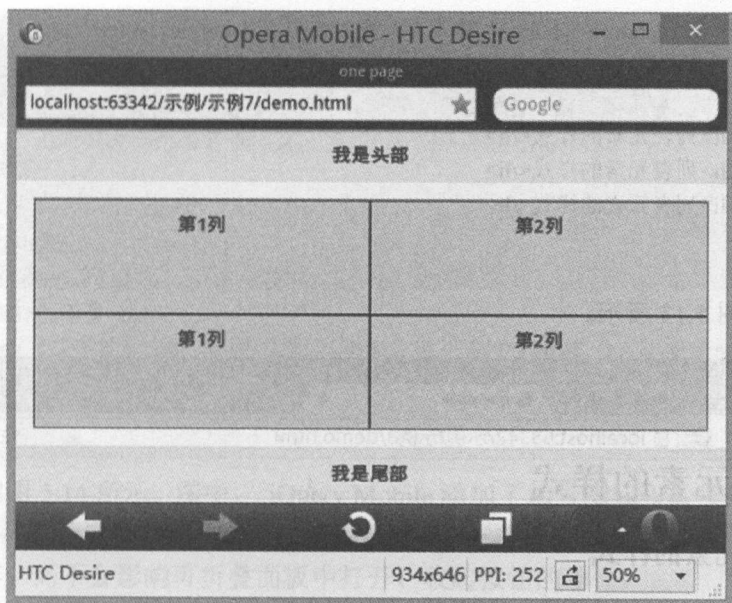 Opera Mobile - HTC Desire
one page
localhost:63342/示例/示例7/demo.html
Google
我是头部
第1列 第2列
第1列 第2列
我是尾部
HTC Desire 934x646 PPI: 252 50%